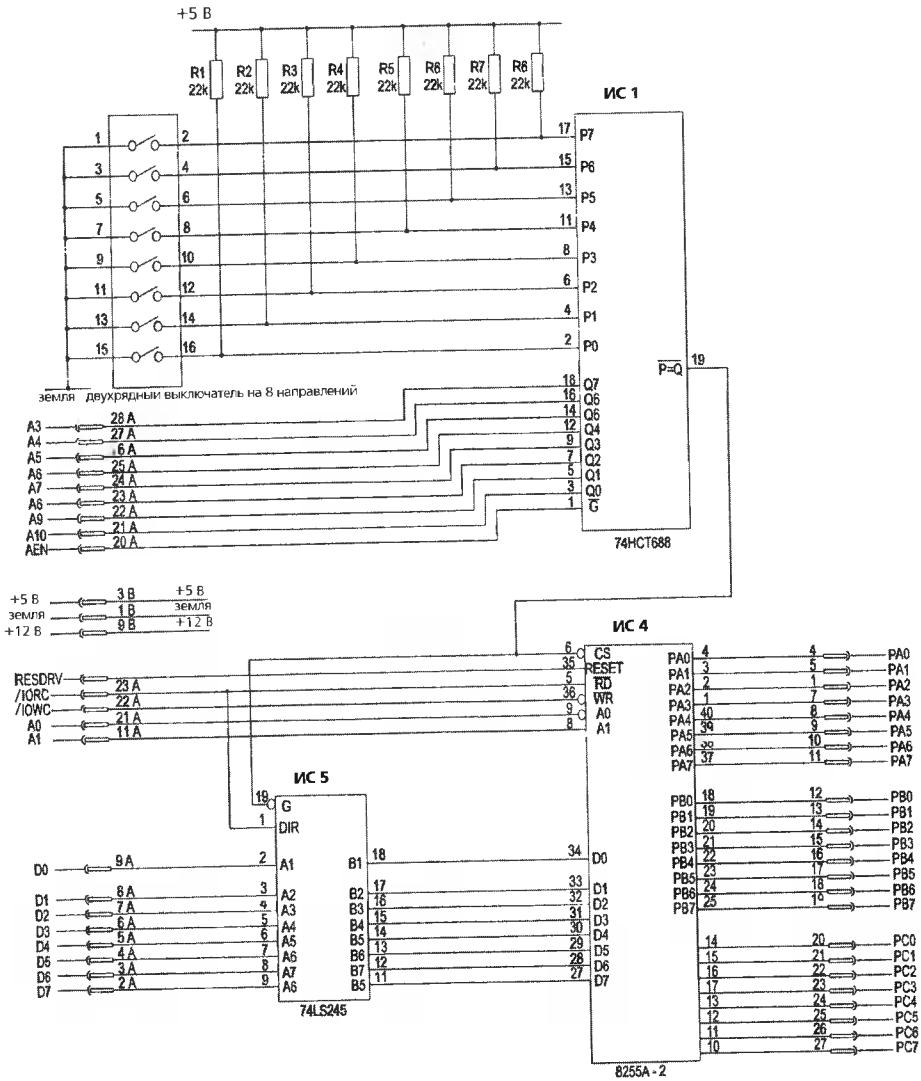 +5 В
R1 22k
R2 22k
R3 22k
R4 22k
R5 22k
R6 22k
R7 22k
R6 22k
ИС 1
1 2 17 P7
3 4 15 P6
5 6 13 P5
7 8 11 P4
9 10 8 P3
11 12 6 P2
13 14 4 P1
15 16 2 P0
P=Q 19
земля двухрядный выключатель на 8 направлений
18 Q7
16 Q6
14 Q6
12 Q4
9 Q3
7 Q2
5 Q1
3 Q0
1 G
A3 28 A
A4 27 A
A5 6 A
A6 25 A
A7 24 A
A6 23 A
A9 22 A
A10 21 A
AEN 20 A
74HCT688
+5 В 3 B +5 В
земля 1 B земля
+12 В 9 B +12 В
ИС 4
6 CS
RESDRV 35 RESET
/IORC 23 A 5 RD
/IOWC 22 A 36 WR
A0 21 A 9 A0
A1 11 A 8 A1
PA0 4 4 PA0
PA1 3 5 PA1
PA2 2 1 PA2
PA3 1 7 PA3
PA4 40 8 PA4
PA5 39 9 PA5
PA6 38 10 PA6
PA7 37 11 PA7
PB0 18 12 PB0
PB1 19 13 PB1
PB2 20 14 PB2
PB3 21 15 PB3
PB4 22 16 PB4
PB5 23 17 PB5
PB6 24 18 PB6
PB7 25 19 PB7
14 20 PC0
15 21 PC1
16 22 PC2
17 23 PC3
13 24 PC4
12 25 PC5
11 26 PC6
10 27 PC7
ИС 5
19 G
1 DIR
D0 9 A 2 A1 B1 18 34 D0
D1 8 A 3 A2 B2 17 33 D1
D2 7 A 4 A3 B3 16 32 D2
D3 6 A 5 A4 B4 15 31 D3
D4 5 A 6 A5 B5 14 30 D4
D5 4 A 7 A6 B6 13 29 D5
D6 3 A 8 A7 B7 12 28 D6
D7 2 A 9 A6 B5 11 27 D7
74LS245
8255A - 2